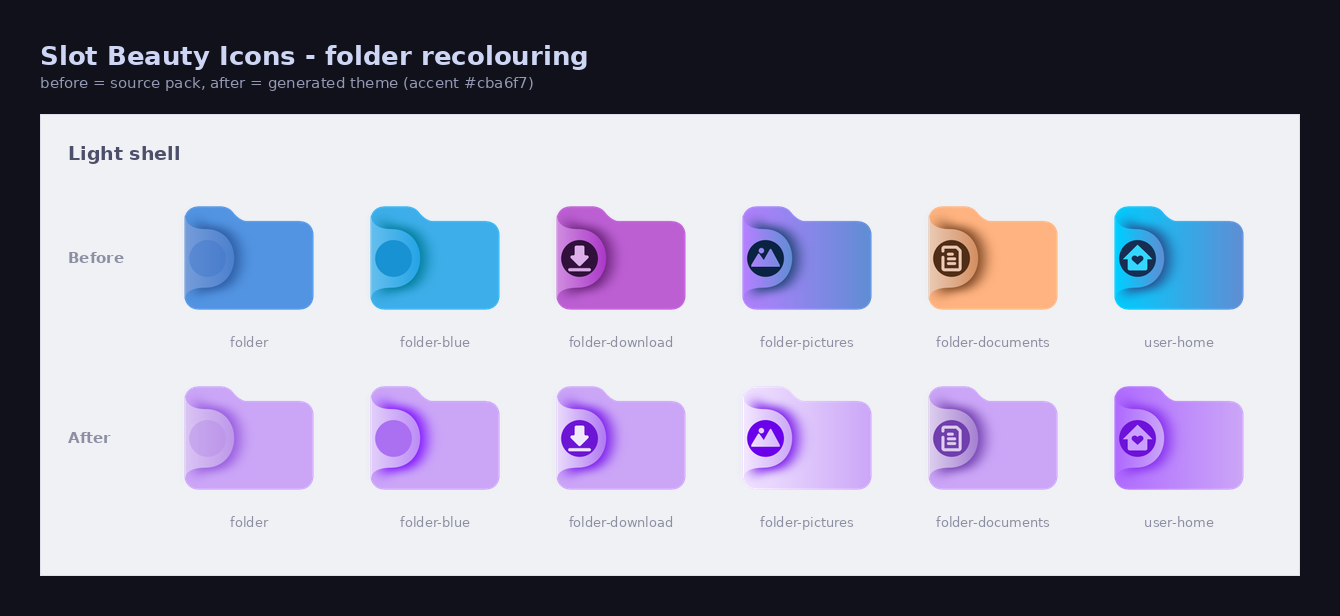 Slot Beauty Icons - folder recolouring
before = source pack, after = generated theme (accent #cba6f7)
Light shell
Before
folder folder-blue folder-download folder-pictures folder-documents user-home
After
folder folder-blue folder-download folder-pictures folder-documents user-home